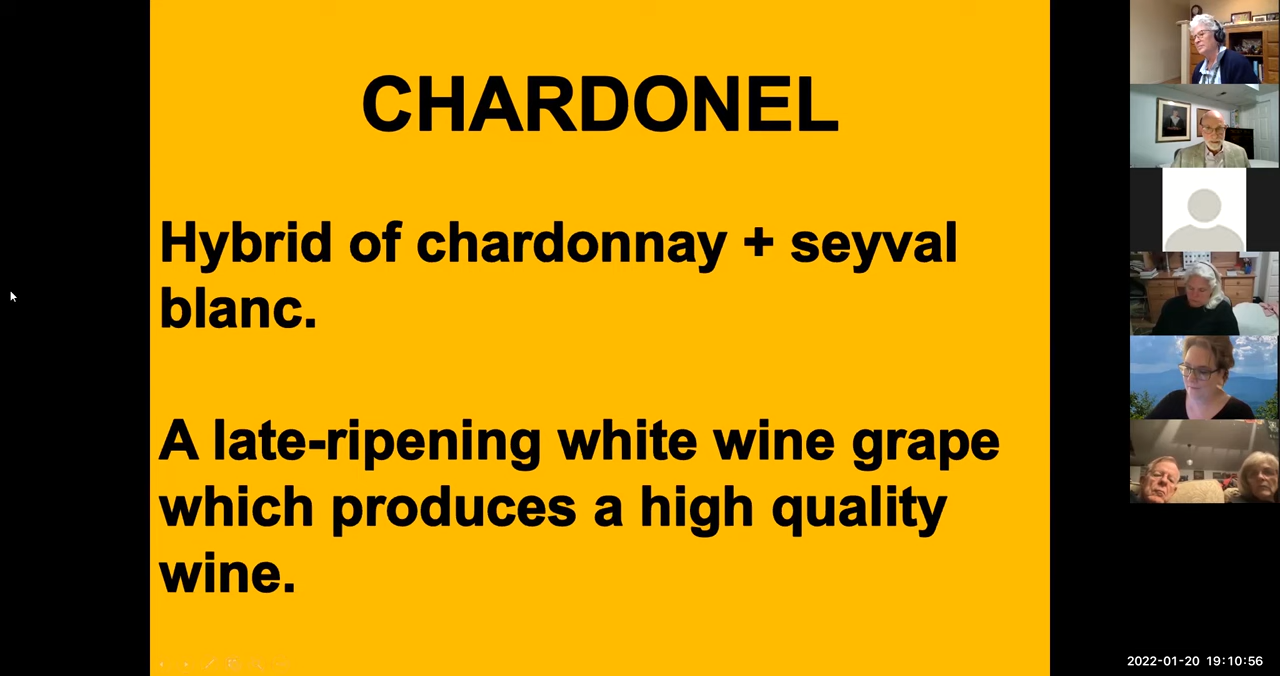 CHARDONEL
Hybrid of chardonnay + seyval
blanc.
A late-ripening white wine grape
which produces a high quality
wine.
2022-01-20 19:10:56